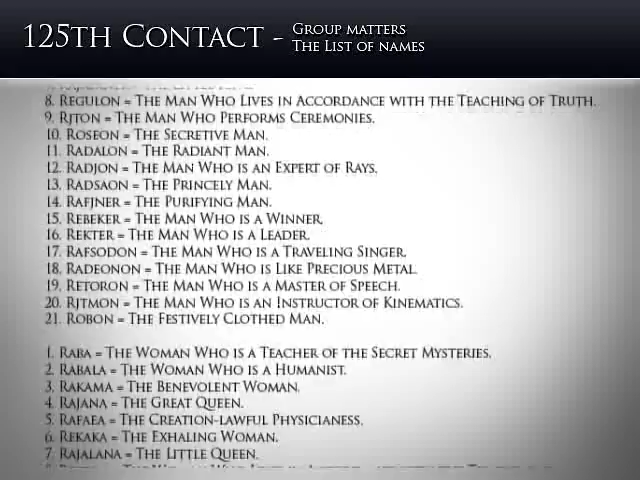 125th Contact - Group matters
The List of names
8. Regulon = The Man Who Lives in Accordance with the Teaching of Truth.
9. Rjton = The Man Who Performs Ceremonies.
10. Roseon = The Secretive Man.
11. Radalon = The Radiant Man.
12. Radjon = The Man Who is an Expert of Rays.
13. Radsaon = The Princely Man.
14. Rafjner = The Purifying Man.
15. Rebeker = The Man Who is a Winner.
16. Rekter = The Man Who is a Leader.
17. Rafsodon = The Man Who is a Traveling Singer.
18. Radeonon = The Man Who is Like Precious Metal.
19. Retoron = The Man Who is a Master of Speech.
20. Rjtmon = The Man Who is an Instructor of Kinematics.
21. Robon = The Festively Clothed Man.
1. Raba = The Woman Who is a Teacher of the Secret Mysteries.
2. Rabala = The Woman Who is a Humanist.
3. Rakama = The Benevolent Woman.
4. Rajana = The Great Queen.
5. Rafaea = The Creation-lawful Physicianess.
6. Rekaka = The Exhaling Woman.
7. Rajalana = The Little Queen.